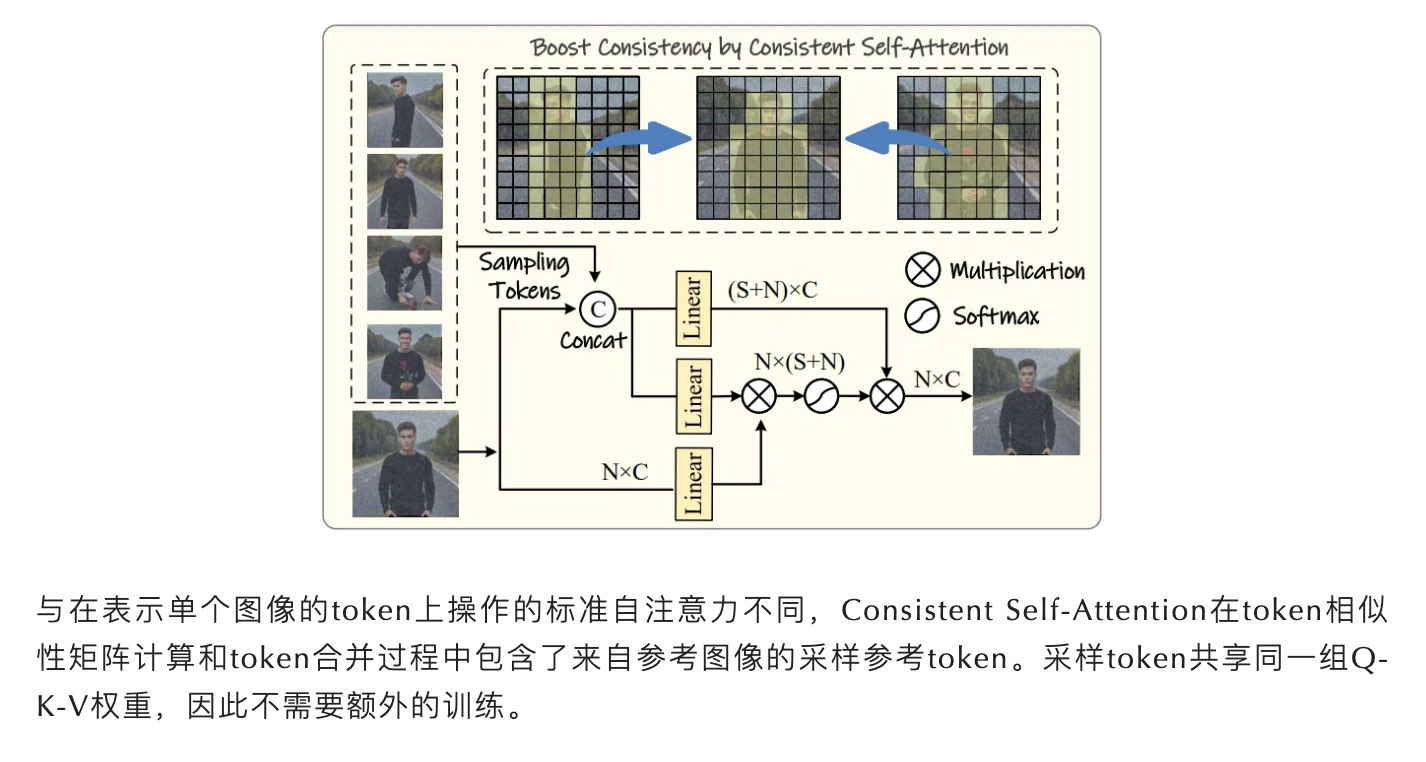 Boost Consistency by Consistent Self-Attention
Sampling
Tokens
C
Concat
Linear
(S+N)×C
Multiplication
Softmax
Linear
N×(S+N)
N×C
N×C
Linear
与在表示单个图像的token上操作的标准自注意力不同，Consistent Self-Attention在token相似
性矩阵计算和token合并过程中包含了来自参考图像的采样参考token。采样token共享同一组Q-
K-V权重，因此不需要额外的训练。